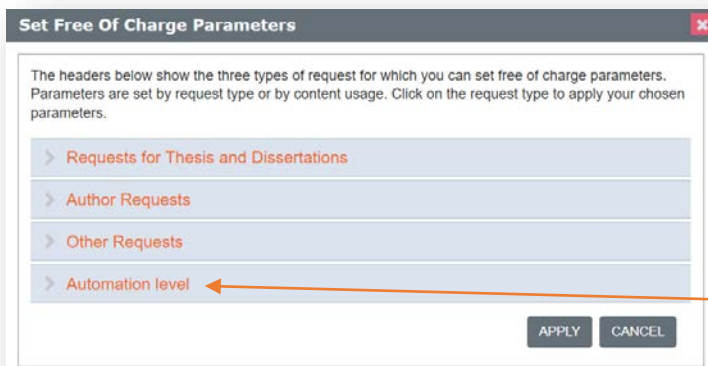 Set Free Of Charge Parameters
The headers below show the three types of request for which you can set free of charge parameters.
Parameters are set by request type or by content usage. Click on the request type to apply your chosen
parameters.
Requests for Thesis and Dissertations
Author Requests
Other Requests
Automation level
APPLY CANCEL